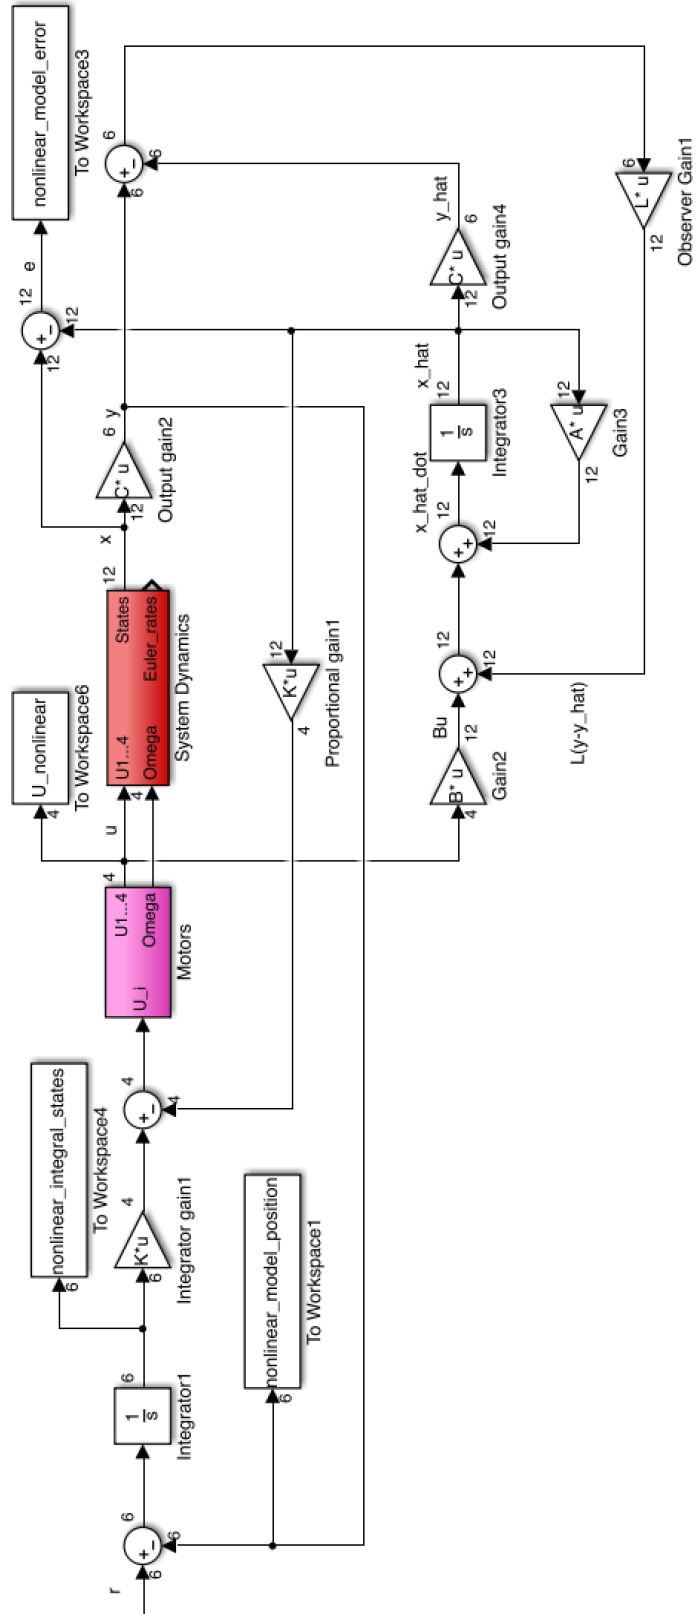 r
6
+
−
6
6
nonlinear_model_position
6
To Workspace1
1
s
6
Integrator1
nonlinear_integral_states
6
To Workspace4
K*u
6
4
Integrator gain1
+
−
4
4
U_i
U1...4
Omega
4
Motors
U_nonlinear
4
To Workspace6
u
4
U1...4
Omega
States
Euler_rates
12
System Dynamics
x
C* u
12
6
Output gain2
y
+
−
12
12
12
e
nonlinear_model_error
To Workspace3
+
−
6
6
6
K*u
12
4
Proportional gain1
B* u
4
12
Gain2
Bu
+
+
12
12
L(y-y_hat)
+
+
12
12
x_hat_dot
1
s
12
Integrator3
x_hat
A* u
12
12
Gain3
C* u
12
6
Output gain4
y_hat
L* u
6
12
Observer Gain1